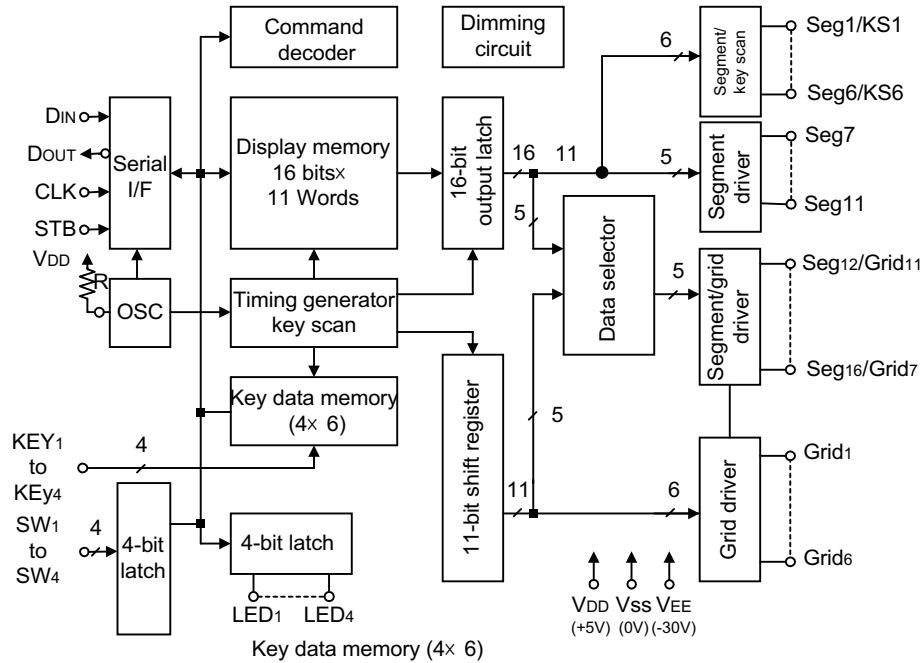 Command
decoder
Dimming
circuit
6
Segment/
key scan
Seg1/KS1
Seg6/KS6
DIN
DOUT
CLK
STB
Serial
I/F
Display memory
16 bits×
11 Words
16-bit
output latch
16
11
5
Segment
driver
Seg7
Seg11
VDD
R
OSC
Timing generator
key scan
5
Data selector
5
Segment/grid
driver
Seg12/Grid11
Seg16/Grid7
Key data memory
(4× 6)
KEY1
to
KEy4
4
11-bit shift register
5
11
6
Grid driver
Grid1
Grid6
SW1
to
SW4
4
4-bit
latch
4-bit latch
LED1
LED4
VDD
(+5V)
Vss
(0V)
VEE
(-30V)
Key data memory (4× 6)